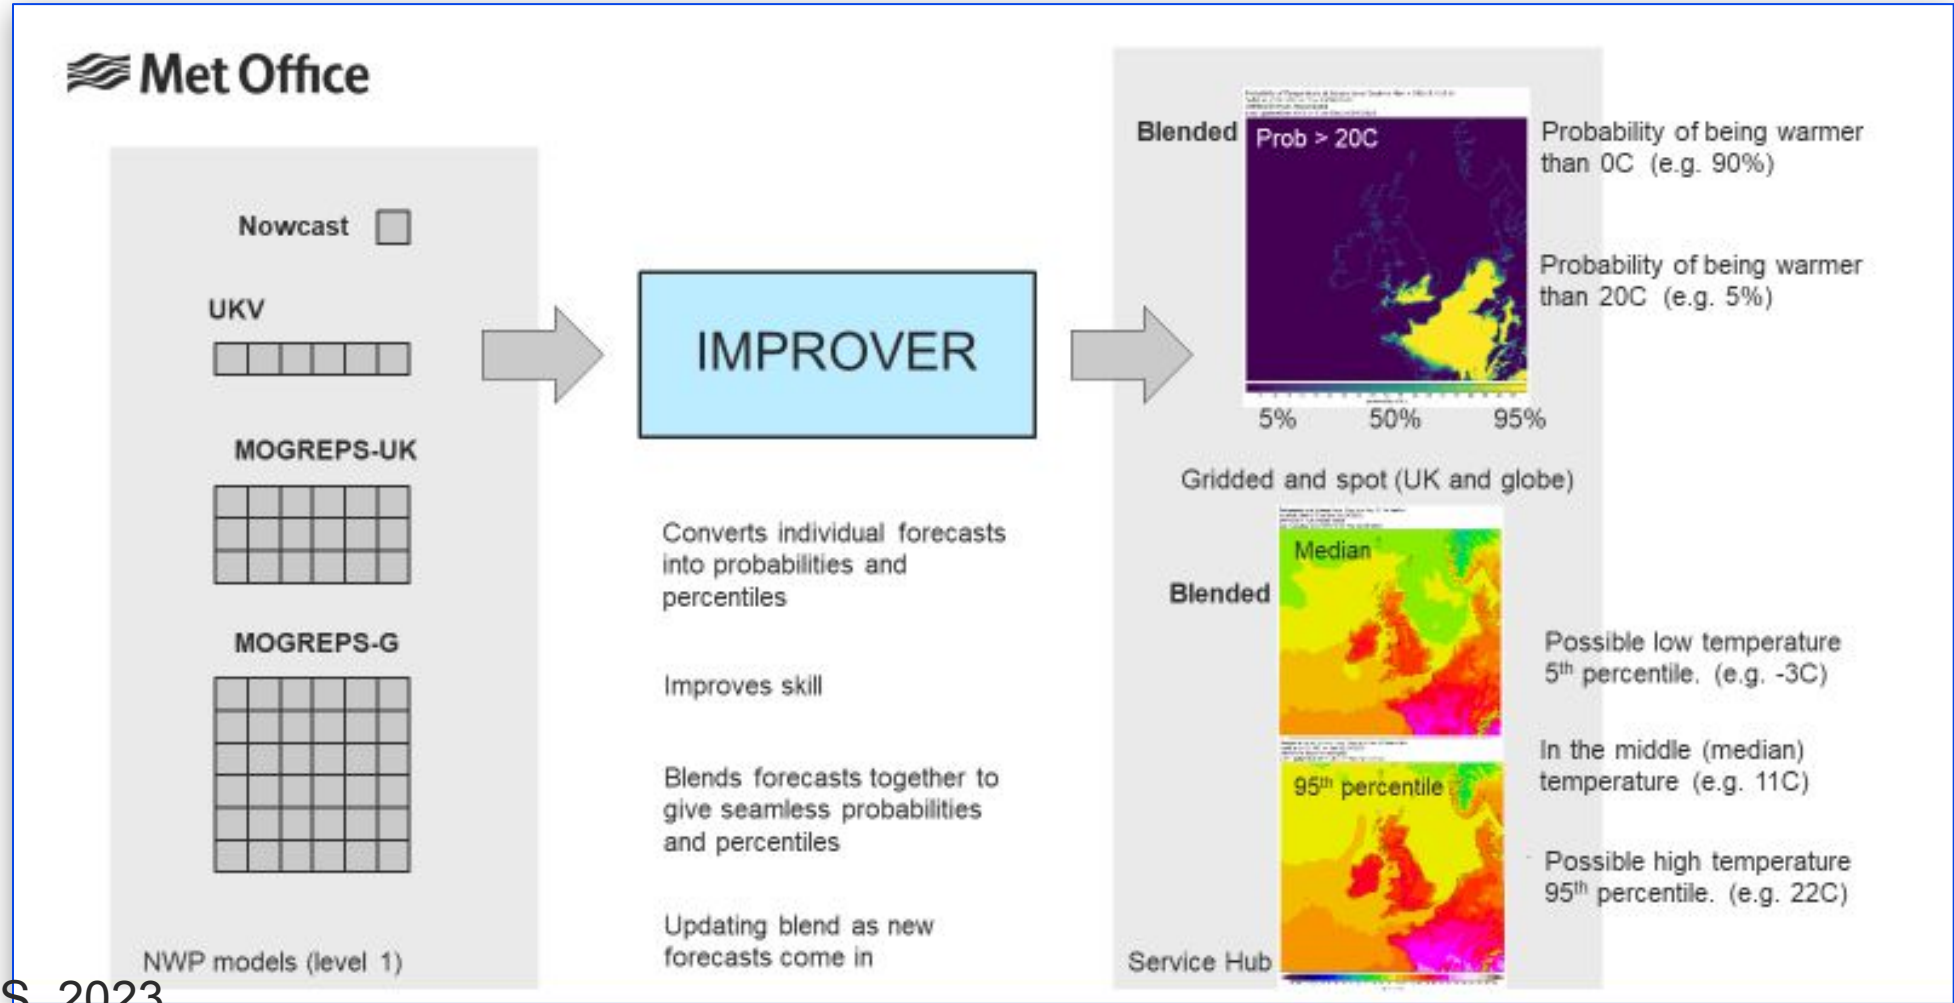 Met Office
Nowcast
UKV
MOGREPS-UK
MOGREPS-G
NWP models (level 1)
IMPROVER
Converts individual forecasts
into probabilities and
percentiles
Improves skill
Blends forecasts together to
give seamless probabilities
and percentiles
Updating blend as new
forecasts come in
Blended
Prob > 20C
5% 50% 95%
Probability of being warmer
than 0C (e.g. 90%)
Probability of being warmer
than 20C (e.g. 5%)
Gridded and spot (UK and globe)
Blended
Median
95th percentile
Service Hub
Possible low temperature
5th percentile. (e.g. -3C)
In the middle (median)
temperature (e.g. 11C)
Possible high temperature
95th percentile. (e.g. 22C)
S, 2023